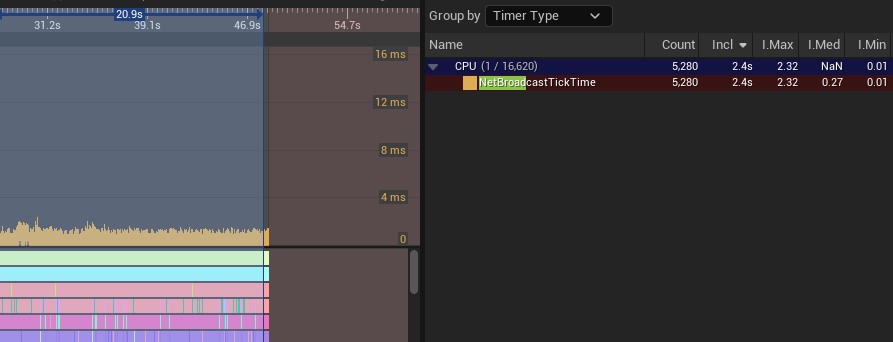 20.9s
31.2s 39.1s 46.9s 54.7s
16 ms
12 ms
8 ms
4 ms
0
Group by Timer Type
Name Count Incl I.Max I.Med I.Min
CPU (1 / 16,620) 5,280 2.4s 2.32 NaN 0.01
NetBroadcastTickTime 5,280 2.4s 2.32 0.27 0.01